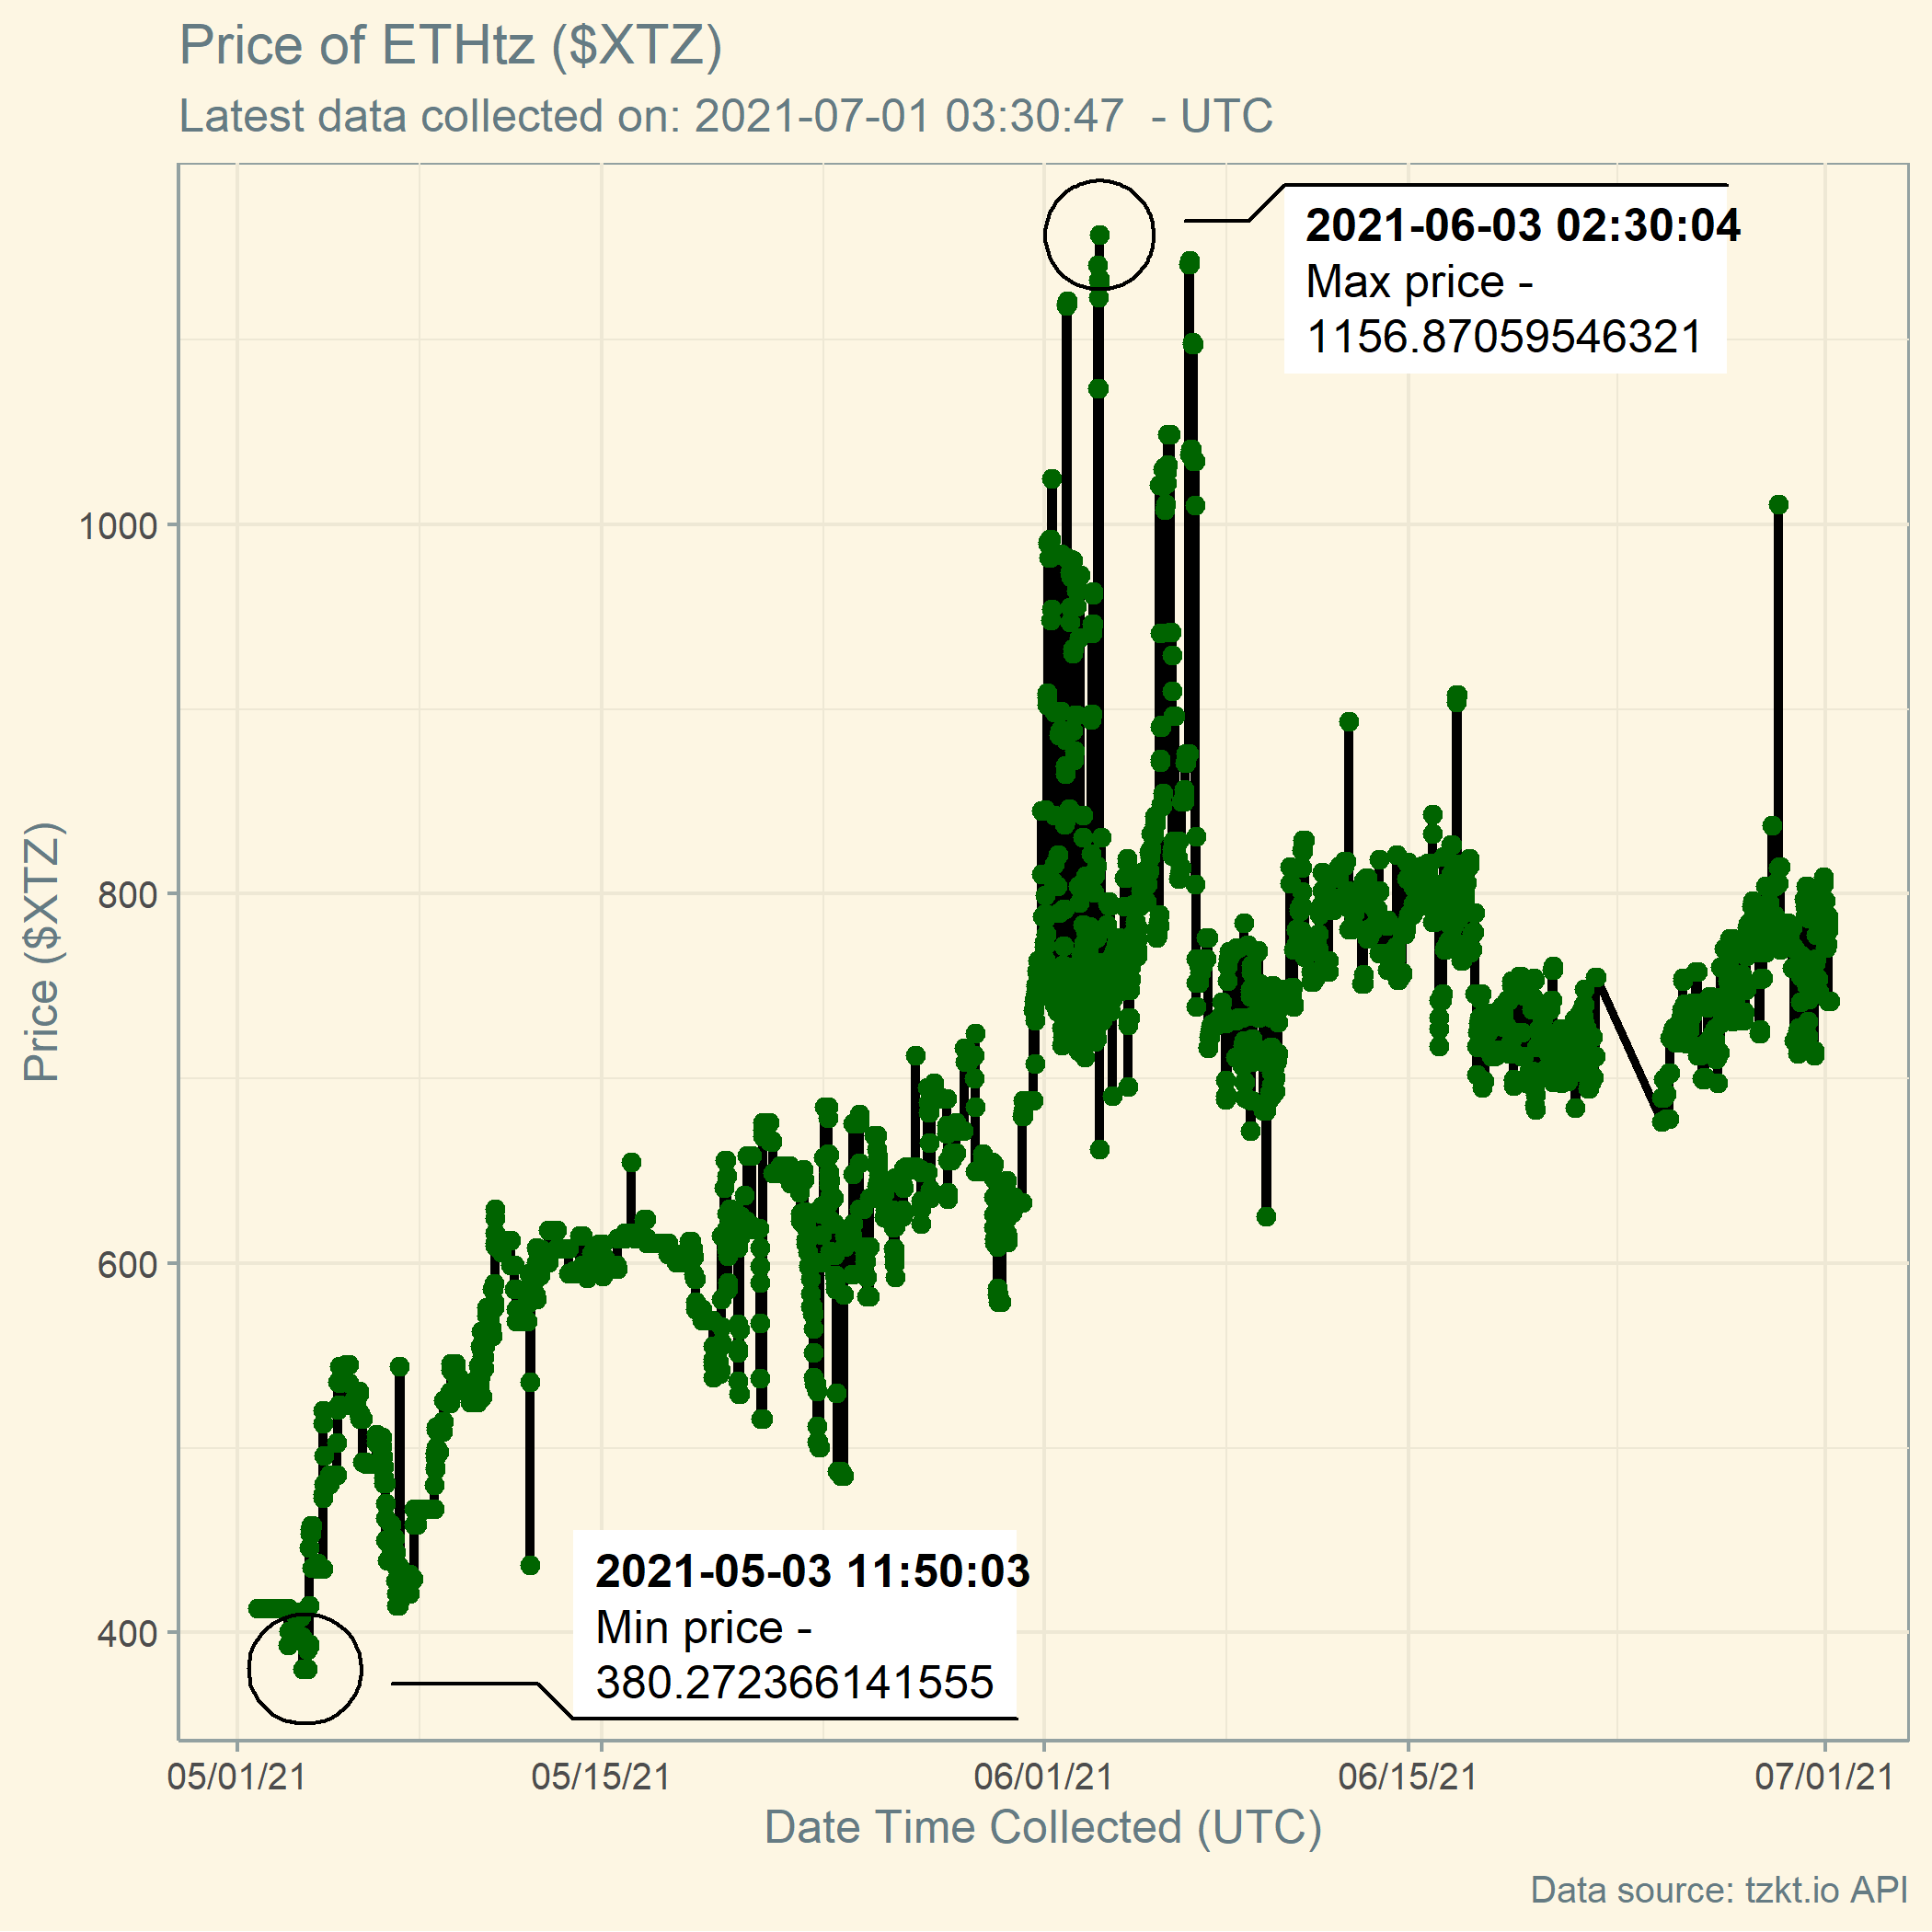 Price of ETHtz ($XTZ)
Latest data collected on: 2021-07-01 03:30:47  - UTC
2021-06-03 02:30:04
Max price -
1156.87059546321
1000
800
600
400
Price ($XTZ)
2021-05-03 11:50:03
Min price -
380.272366141555
05/01/21
05/15/21
06/01/21
06/15/21
07/01/21
Date Time Collected (UTC)
Data source: tzkt.io API